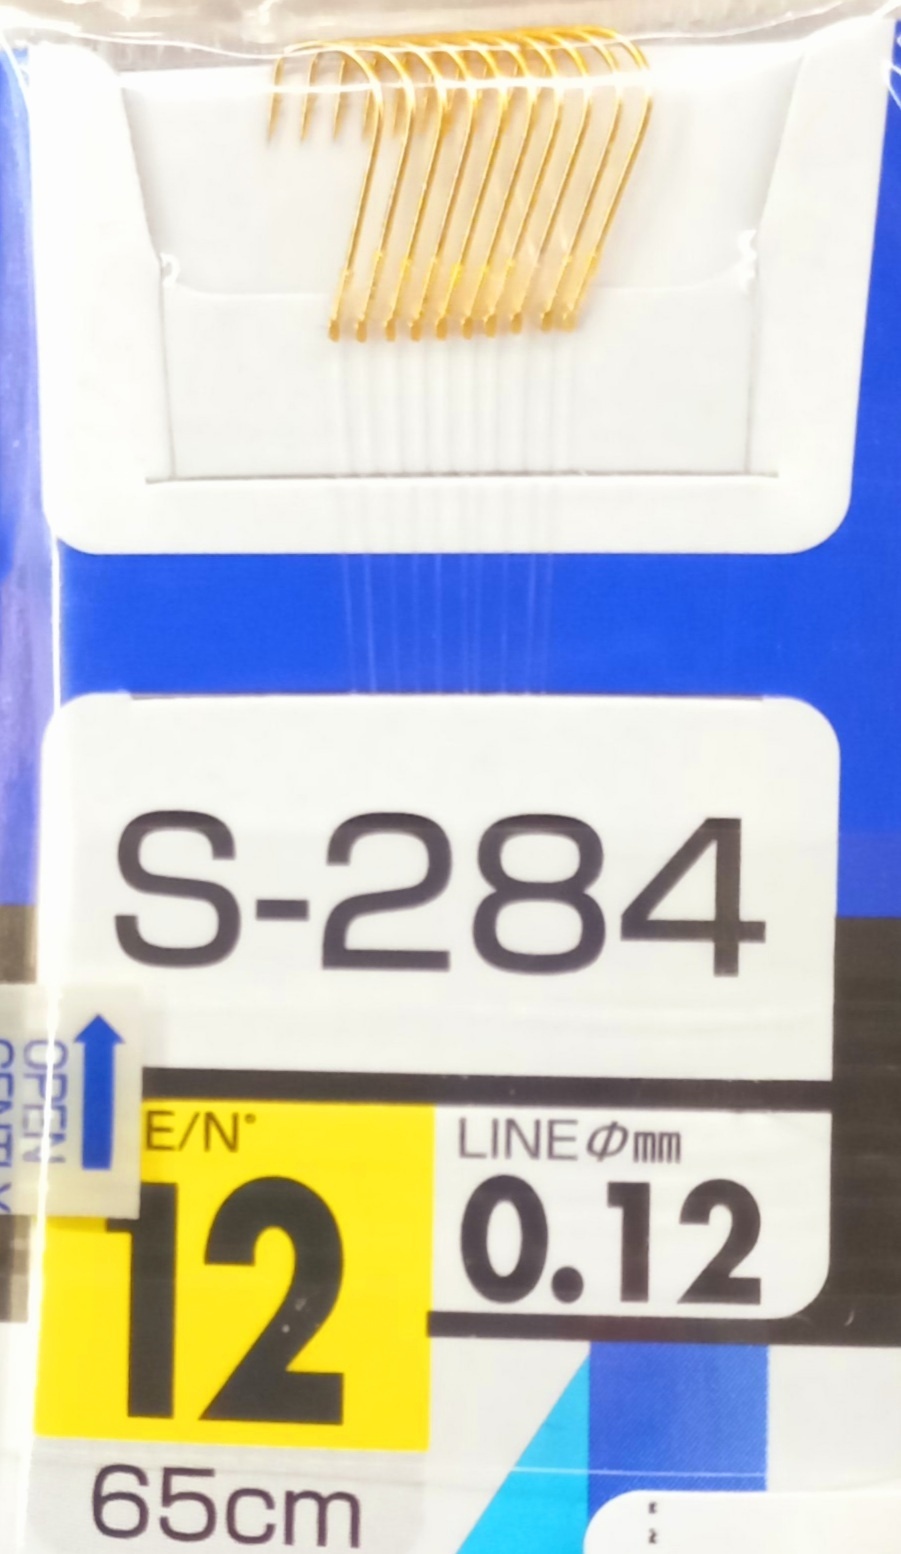 S-284
OPEN
E/N°
LINE Φmm
12
0.12
65cm